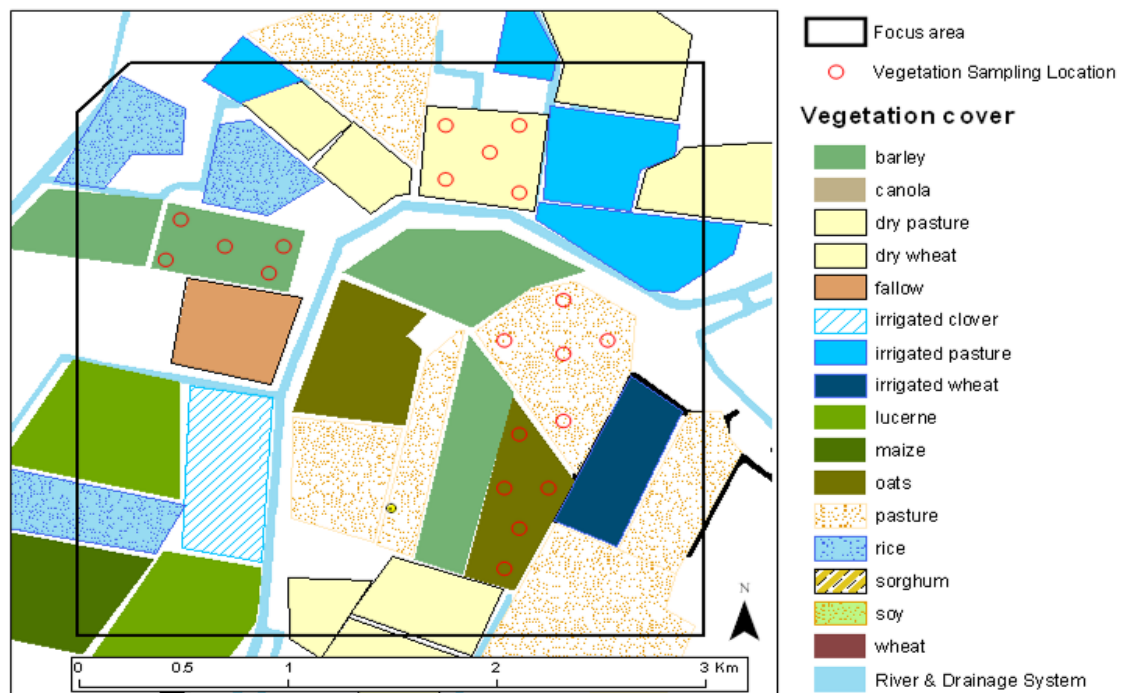 Focus area
Vegetation Sampling Location
Vegetation cover
barley
canola
dry pasture
dry wheat
fallow
irrigated clover
irrigated pasture
irrigated wheat
lucerne
maize
oats
pasture
rice
sorghum
soy
wheat
River & Drainage System
N
0 0.5 1 2 3 Km